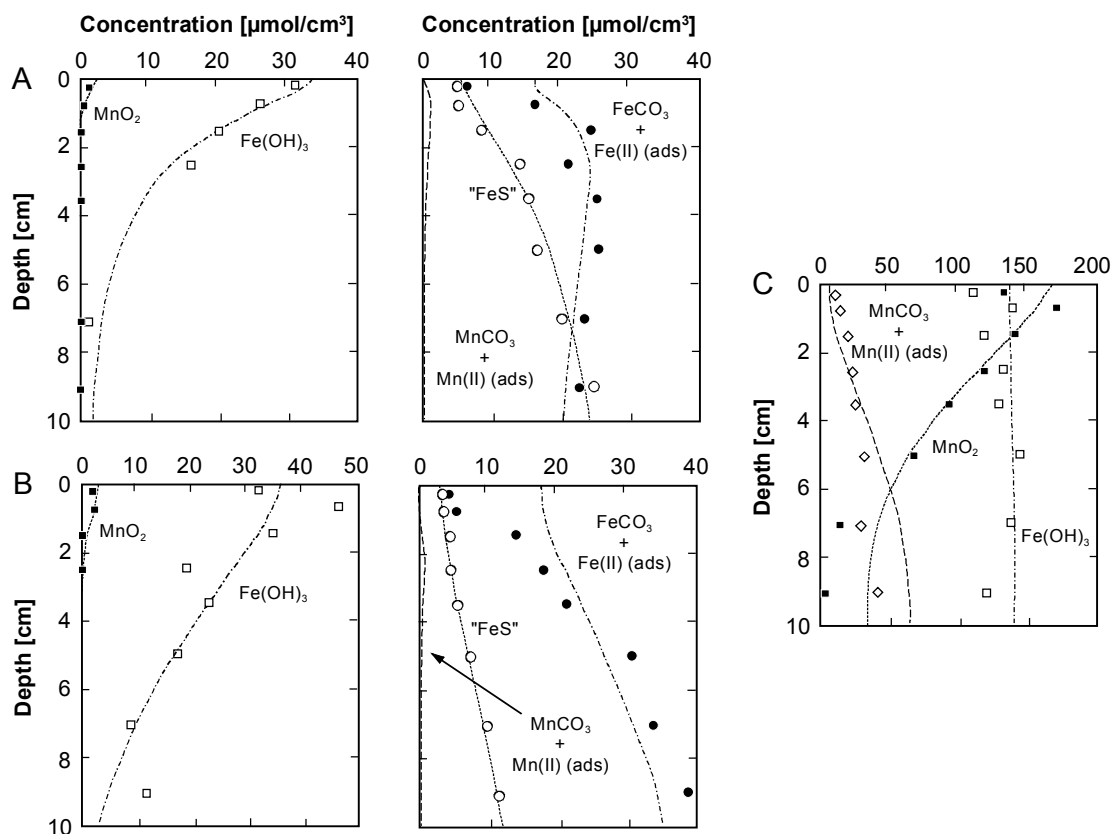 Concentration [µmol/cm³]
Concentration [µmol/cm³]
A
0 10 20 30 40
0 10 20 30 40
0
2
4
6
8
10
Depth [cm]
MnO₂
Fe(OH)₃
FeCO₃
+
Fe(II) (ads)
"FeS"
MnCO₃
+
Mn(II) (ads)
B
0 10 20 30 40 50
0 10 20 30 40
0
2
4
6
8
10
Depth [cm]
MnO₂
Fe(OH)₃
FeCO₃
+
Fe(II) (ads)
"FeS"
MnCO₃
+
Mn(II) (ads)
C
0 50 100 150 200
0
2
4
6
8
10
Depth [cm]
MnCO₃
+
Mn(II) (ads)
MnO₂
Fe(OH)₃